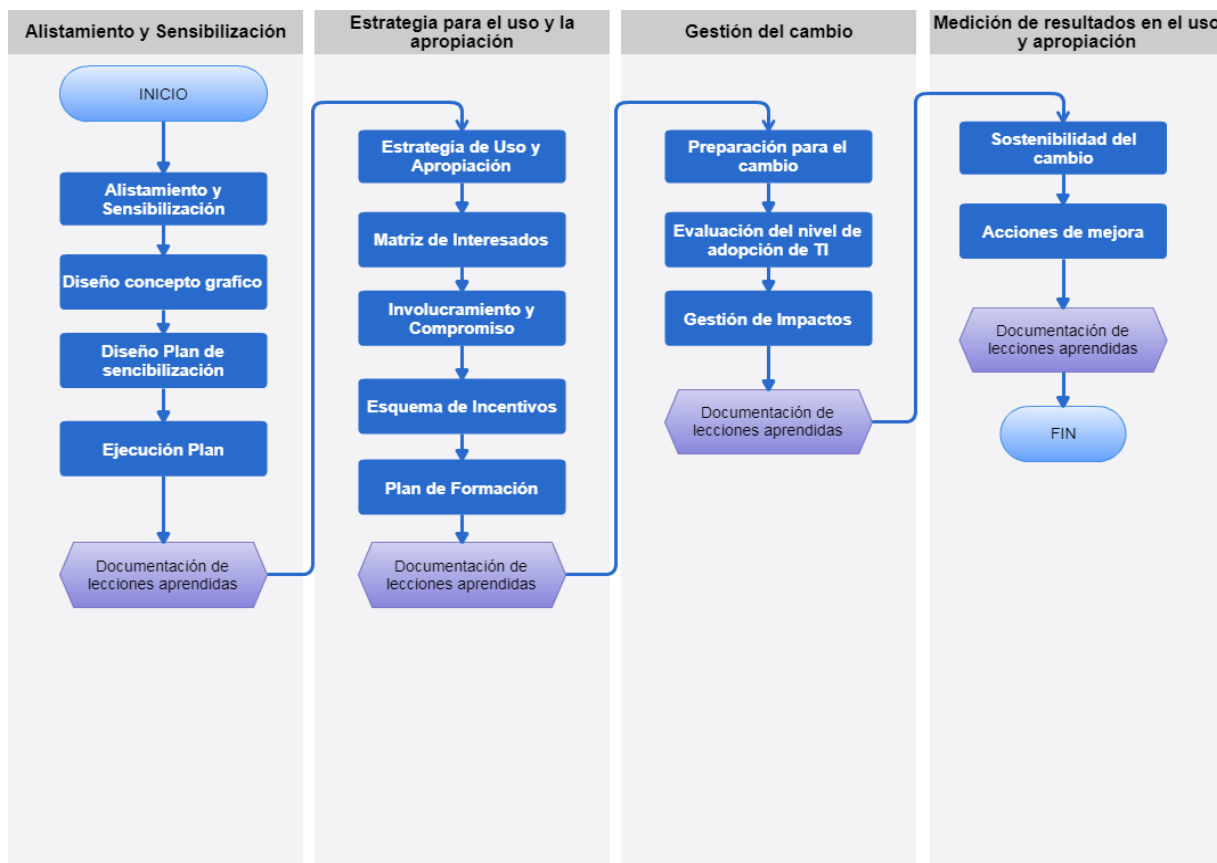 Alistamiento y Sensibilización
Estrategia para el uso y la
apropiación
Gestión del cambio
Medición de resultados en el uso
y apropiación
INICIO
Alistamiento y
Sensibilización
Diseño concepto grafico
Diseño Plan de
sencibilización
Ejecución Plan
Documentación de
lecciones aprendidas
Estrategía de Uso y
Apropiación
Matriz de Interesados
Involucramiento y
Compromiso
Esquema de Incentivos
Plan de Formación
Documentación de
lecciones aprendidas
Preparación para el
cambio
Evaluación del nivel de
adopción de TI
Gestión de Impactos
Documentación de
lecciones aprendidas
Sostenibilidad del
cambio
Acciones de mejora
Documentación de
lecciones aprendidas
FIN